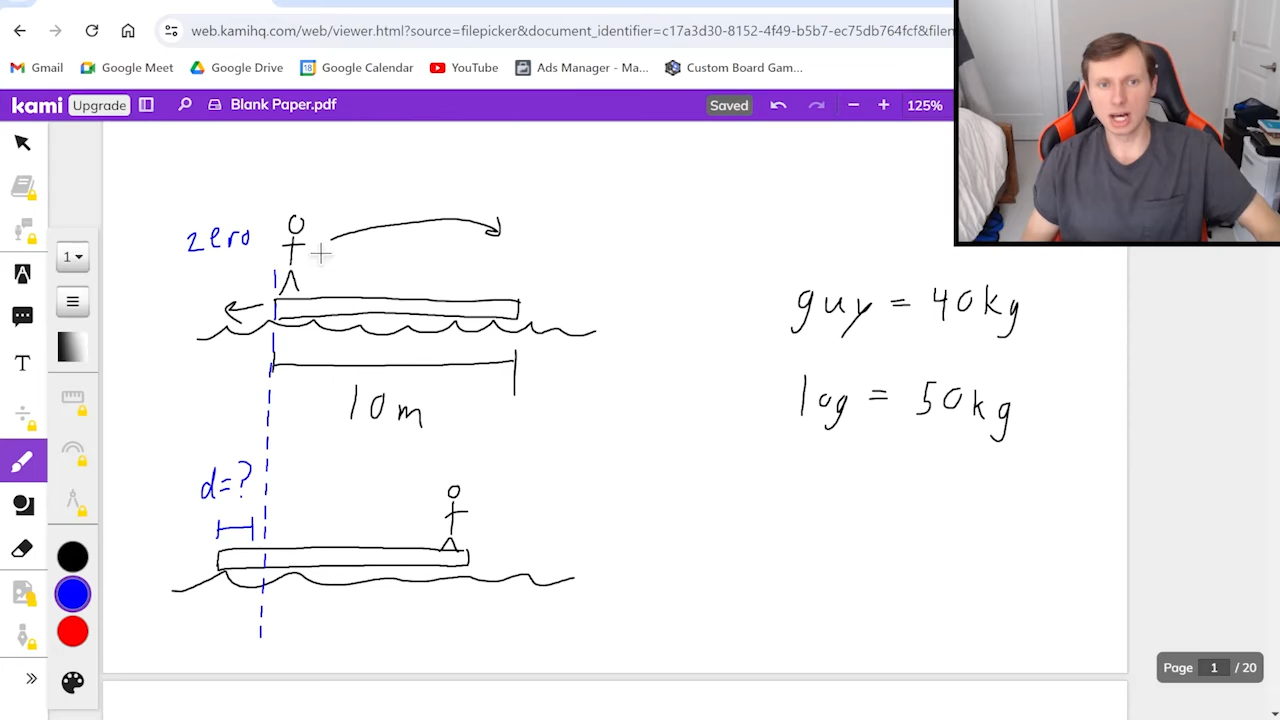 web.kamihq.com/web/viewer.html?source=filepicker&document_identifier=c17a3d30-8152-4f49-b5b7-ec75db764fcf&filen
Gmail
Google Meet
Google Drive
18
Google Calendar
YouTube
Ads Manager - Ma...
Custom Board Gam...
kami
Upgrade
Blank Paper.pdf
Saved
125%
1
T
zero
10 m
d=?
guy = 40kg
log = 50kg
Page 1 / 20